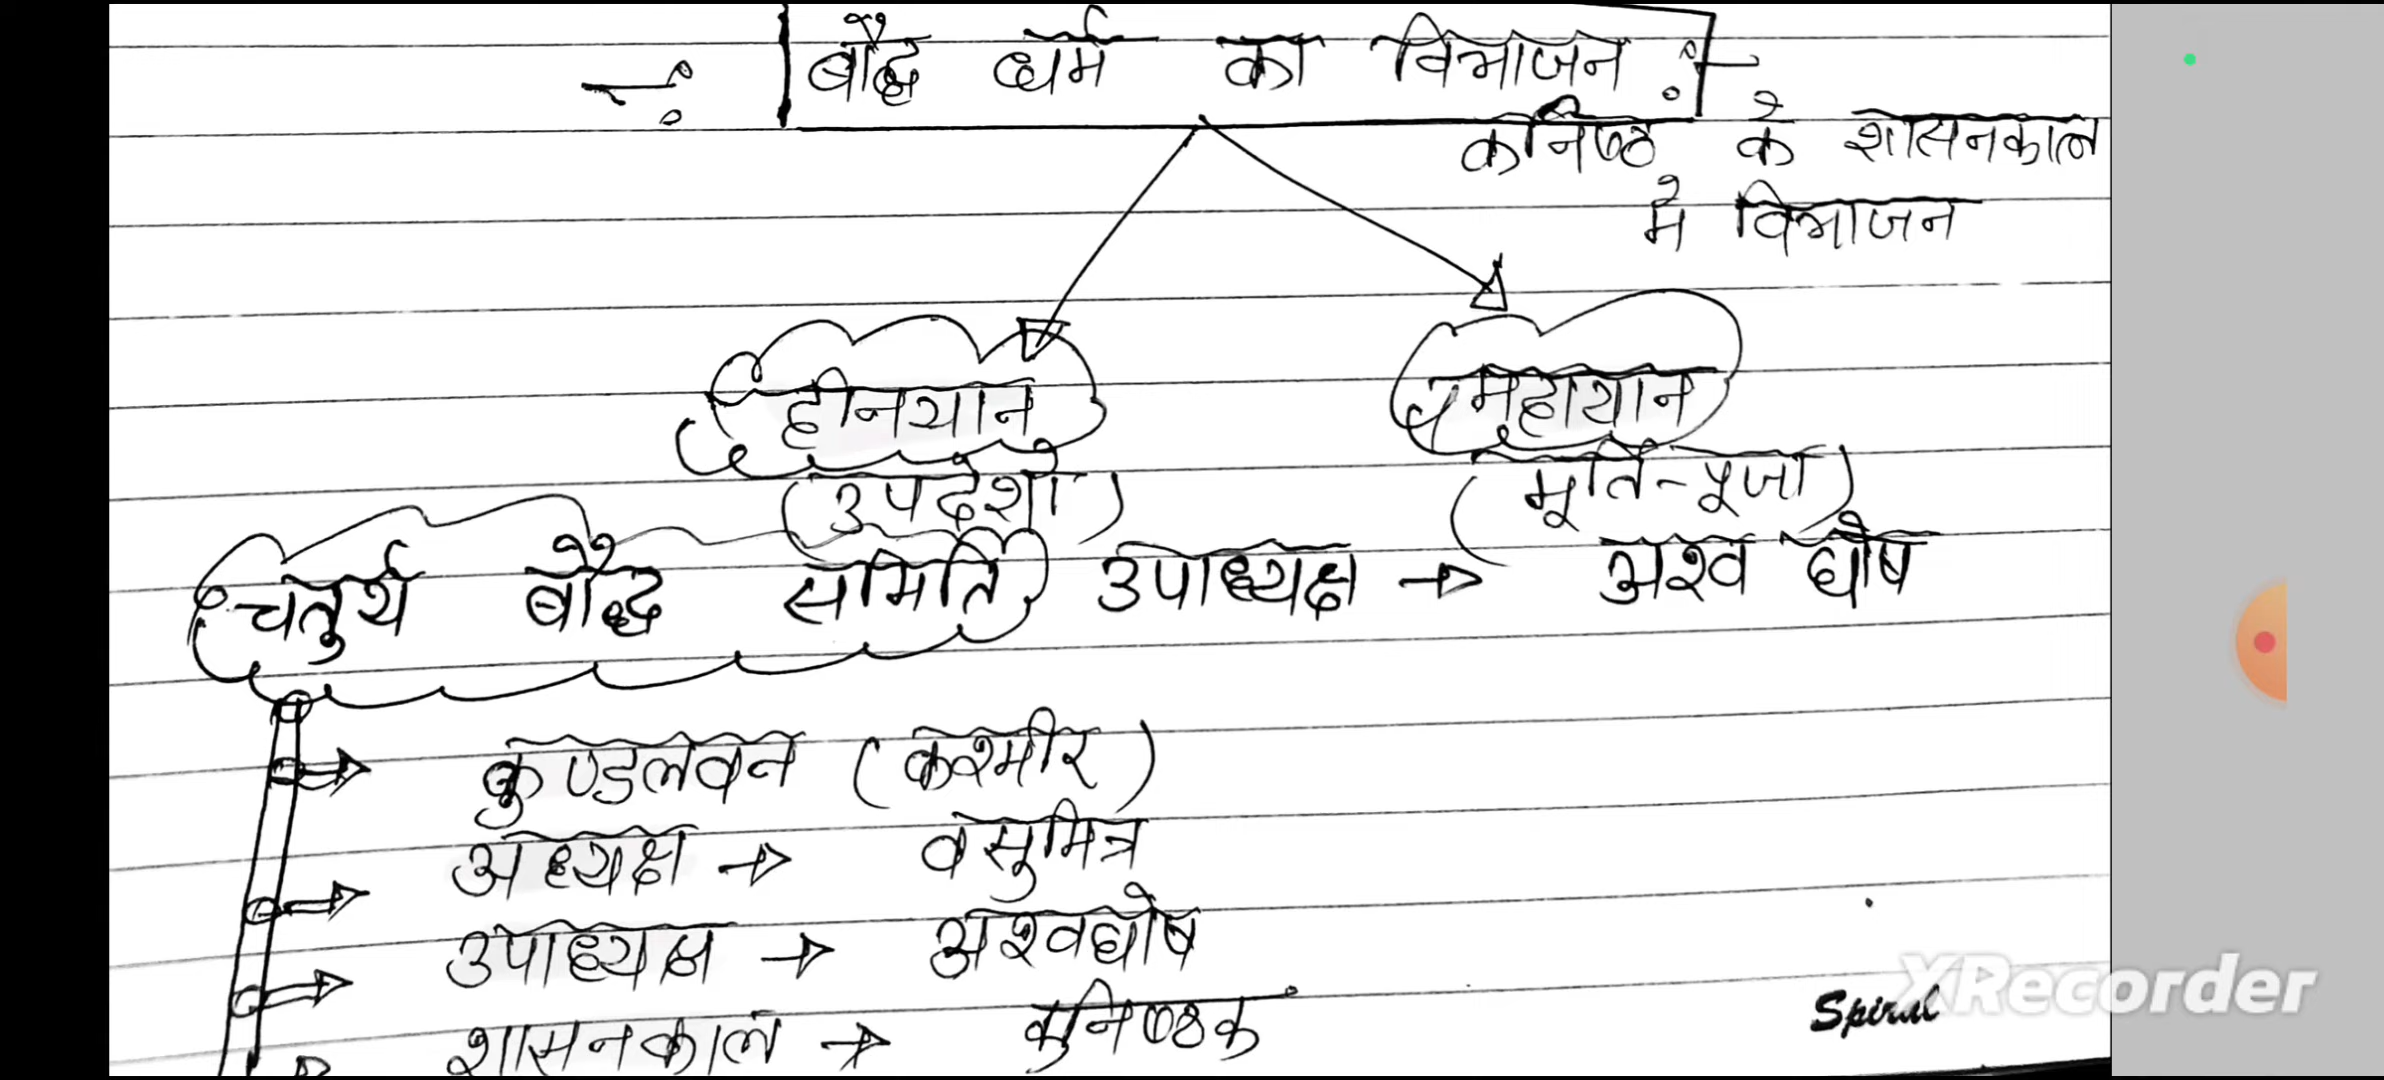 बौद्ध धर्म का विभाजन :-
कनिष्ठ के शासनकाल
मे विभाजन
हीनयान
महायान
(उपदेशो)
(मूर्ति-पूजा)
चतुर्थ बौद्ध समिति उपाध्यक्ष → अश्व घोष
कुण्डलवन (कश्मीर)
अध्यक्ष → वसुमित्र
उपाध्यक्ष → अश्वघोष
शासनकाल → कनिष्ठक
Spiral
XRecorder